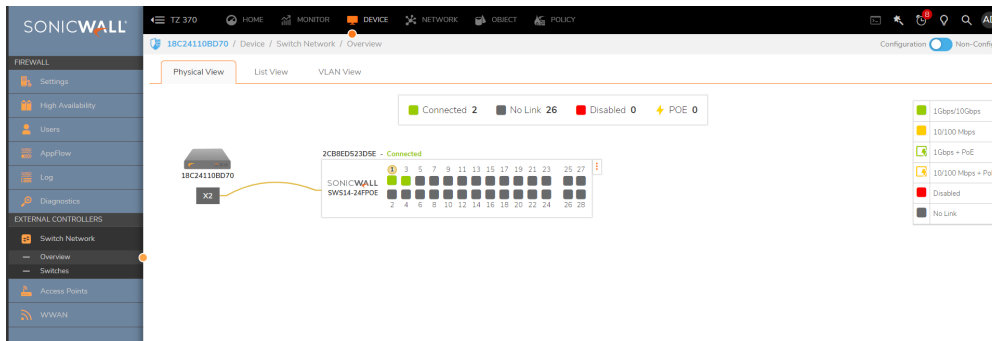 SONICWALL
TZ 370
HOME
MONITOR
DEVICE
NETWORK
OBJECT
POLICY
8
18C24110BD70 / Device / Switch Network / Overview
Configuration
Non-Config
FIREWALL
Settings
High Availability
Users
AppFlow
Log
Diagnostics
EXTERNAL CONTROLLERS
Switch Network
Overview
Switches
Access Points
WWAN
Physical View
List View
VLAN View
Connected 2
No Link 26
Disabled 0
POE 0
18C24110BD70
X2
2CB8ED523D5E - Connected
1 3 5 7 9 11 13 15 17 19 21 23 25 27
SONICWALL
SWS14-24FPOE
2 4 6 8 10 12 14 16 18 20 22 24 26 28
1Gbps/10Gbps
10/100 Mbps
1Gbps + PoE
10/100 Mbps + Po
Disabled
No Link